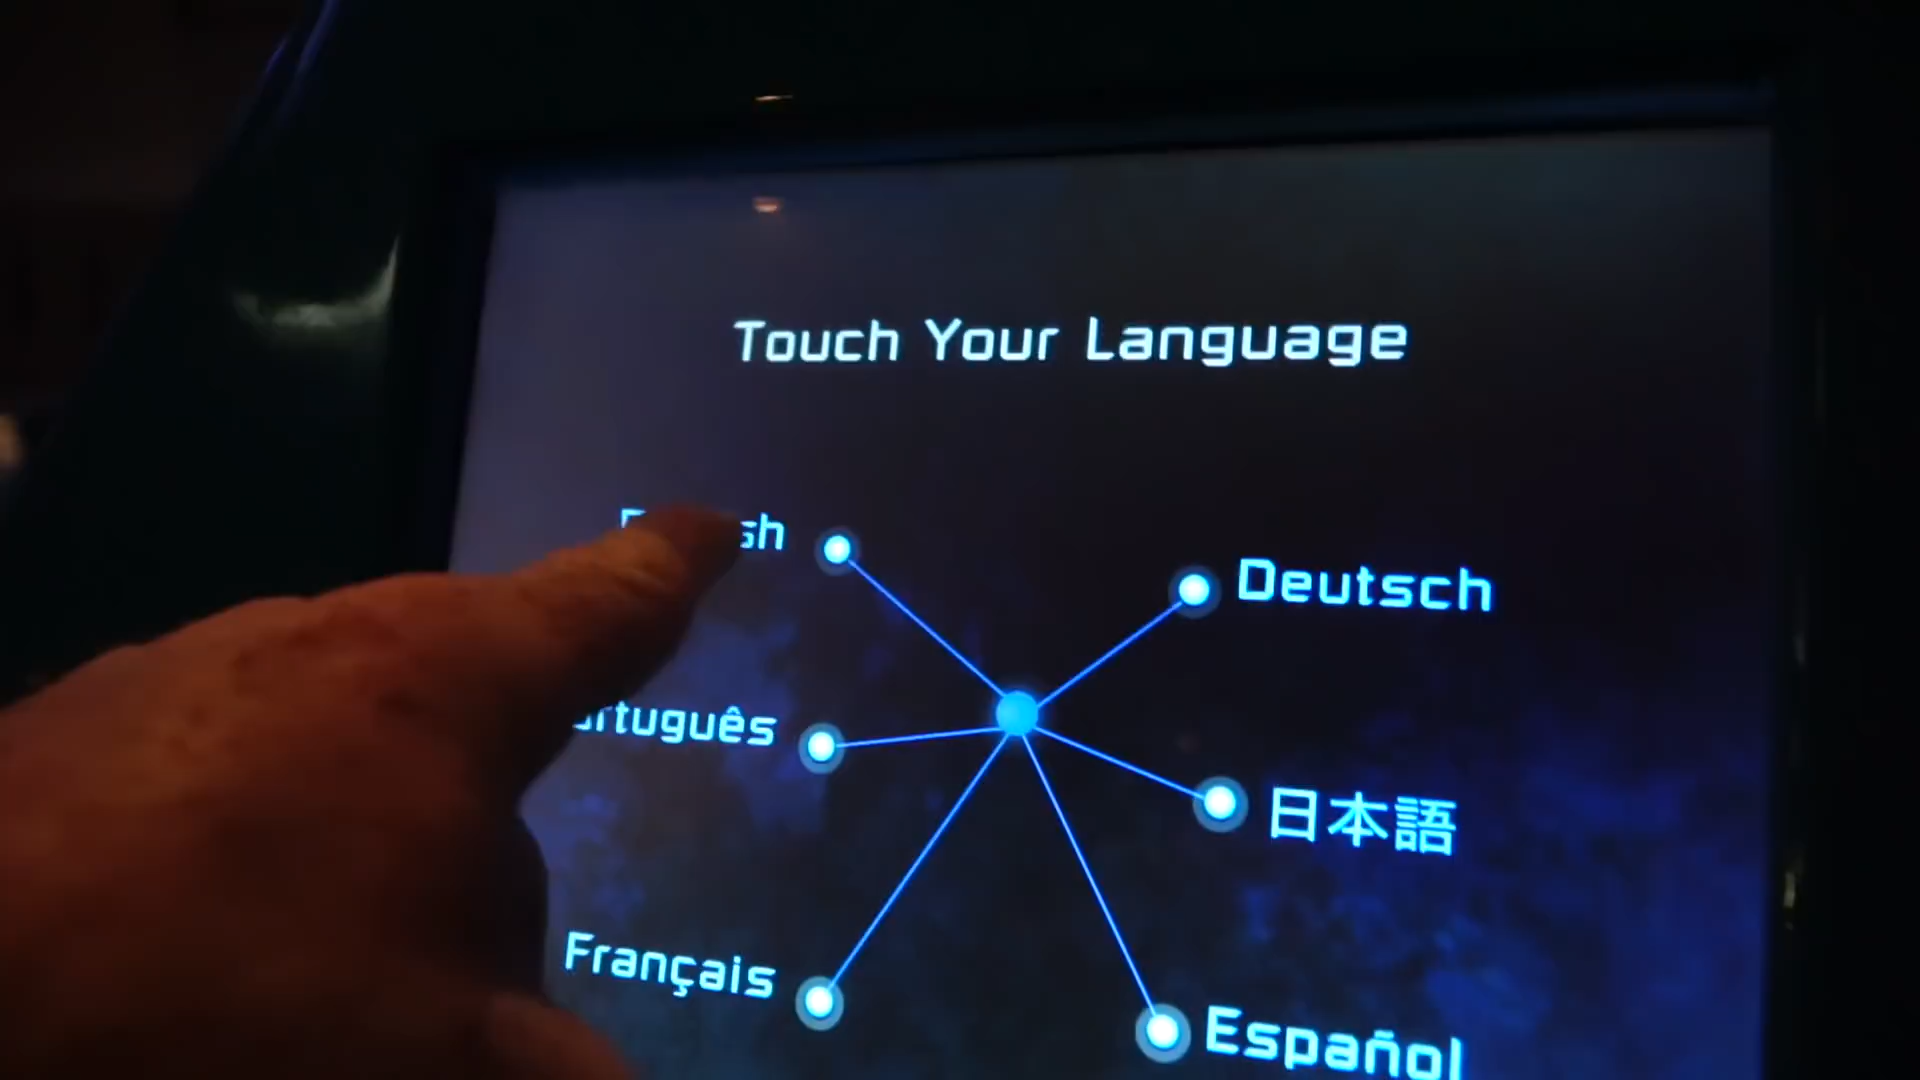 Touch Your Language
Deutsch
日本語
Français
Español